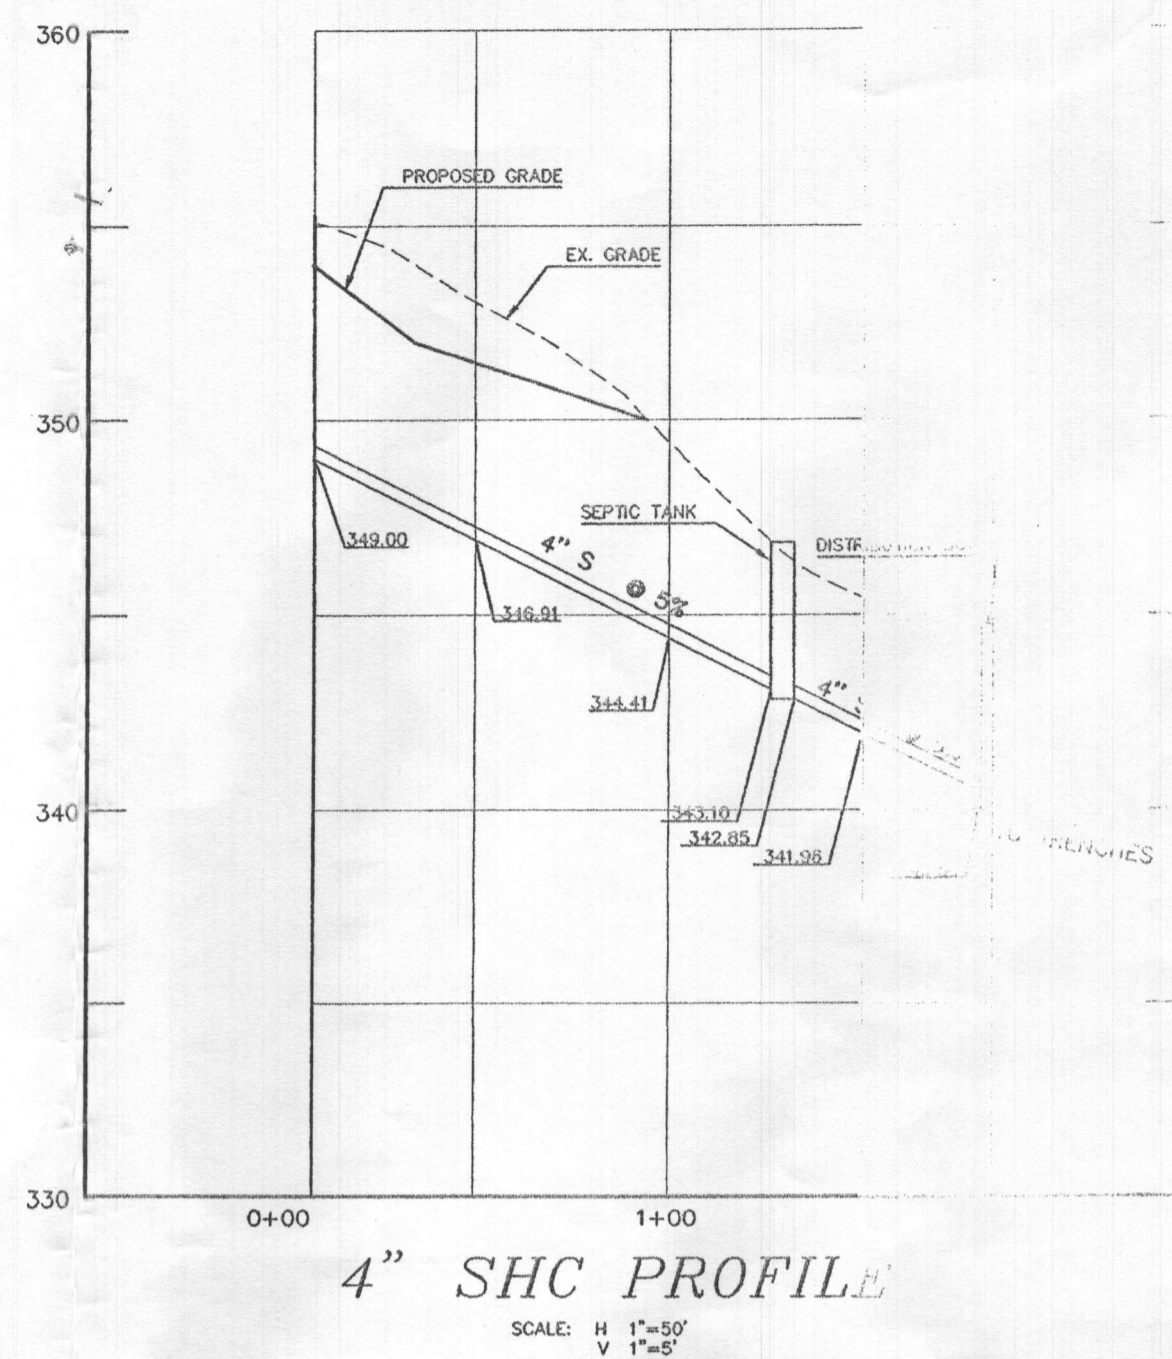 360
PROPOSED GRADE
EX. GRADE
350
SEPTIC TANK
349.00
4" S @ 5%
346.91
344.41
4"
340
343.10
342.85
341.96
TRENCHES
330
0+00
1+00
4" SHC PROFILE
SCALE: H 1"=50'
V 1"=5'